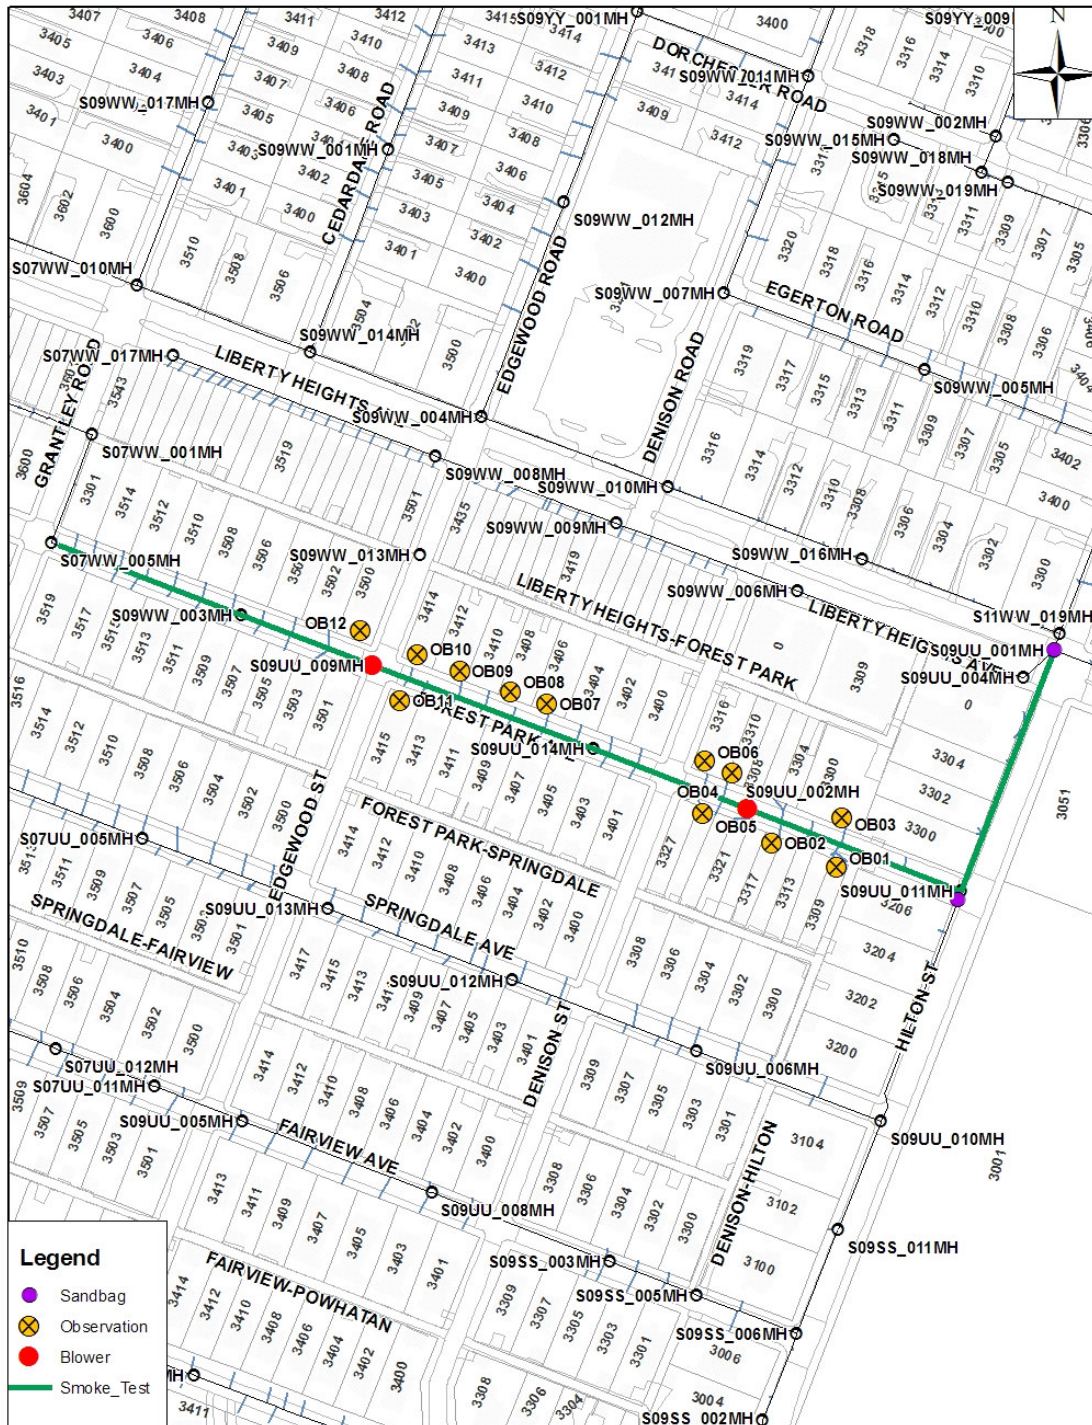 3407
3408
3411
3412
3415
3414
S09YY_001MH
3400
S09YY_009
N
3405
3406
3409
3410
3413
DORCHESTER ROAD
3318
3316
3314
3310
3403
3404
3407
3408
3411
3412
S09WW_011MH
3414
S09WW_017MH
3405
3406
3410
3409
3412
S09WW_002MH
3401
3400
3403
S09WW_001MH
3407
3408
S09WW_015MH
S09WW_018MH
3604
3602
3600
3401
3402
3405
3406
S09WW_019MH
3400
CEDARDALE ROAD
3403
3404
S09WW_012MH
3311
3309
3307
3305
3510
3508
3506
3401
3402
3400
EDGEWOOD ROAD
3320
3318
3316
3314
3312
3310
3308
3306
S07WW_010MH
S09WW_007MH
EGERTON ROAD
3504
3500
S09WW_014MH
S07WW_017MH
LIBERTY HEIGHTS
DENISON ROAD
3319
3317
3315
3313
3311
3309
3307
3305
S09WW_005MH
3404
3402
3400
GRANTLEY ROAD
3543
S09WW_004MH
3316
3314
3312
3310
3308
3306
3304
3302
3300
3600
S07WW_001MH
3519
S09WW_008MH
S09WW_010MH
3301
3514
3512
3510
3508
3506
3501
3435
S09WW_009MH
S09WW_016MH
S09WW_013MH
3502
3500
3419
S09WW_006MH
S07WW_005MH
LIBERTY HEIGHTS-FOREST PARK
LIBERTY HEIGHTS AVE
S11WW_019MH
3519
3517
3513
3511
3509
3507
3505
3503
3501
S09WW_003MH
OB12
3414
3412
3410
3408
3406
3404
3402
3400
0
3309
S09UU_001MH
S09UU_004MH
0
S09UU_009MH
OB10
OB09
OB08
OB07
OB11
FOREST PARK
3316
3310
3308
3304
3300
3516
3514
3512
3510
3508
3506
3504
3502
3500
3415
3413
3411
3409
3407
3405
3403
3401
S09UU_014MH
OB06
S09UU_002MH
3304
3302
3300
3051
OB04
OB05
OB03
OB02
OB01
EDGEWOOD ST
FOREST PARK-SPRINGDALE
S07UU_005MH
3414
3412
3410
3408
3406
3404
3402
3400
3327
3321
3317
3313
3309
S09UU_011MH
3206
3511
3509
3507
3505
3501
S09UU_013MH
SPRINGDALE AVE
3204
SPRINGDALE-FAIRVIEW
3417
3415
3413
S09UU_012MH
3409
3407
3405
3403
3401
3308
3306
3304
3302
3300
3202
HILTON ST
3510
3508
3506
3504
3502
3500
3200
DENISON ST
S07UU_012MH
3414
3412
3410
3408
3406
3404
3402
3400
3309
3307
3305
3303
3301
S09UU_006MH
S07UU_011MH
3509
3507
3505
3503
3501
S09UU_005MH
FAIRVIEW AVE
3104
S09UU_010MH
3001
3413
3411
3409
3407
3405
3403
3401
S09UU_008MH
3308
3306
3304
3302
3300
DENISON-HILTON
3102
S09SS_011MH
FAIRVIEW-POWHATAN
S09SS_003MH
3100
3309
3307
3305
3303
3301
S09SS_005MH
S09SS_006MH
3414
3412
3410
3408
3406
3404
3402
3400
3006
3308
3306
3304
3004
3411
S09SS_002MH
MH
Legend
Sandbag
Observation
Blower
Smoke_Test